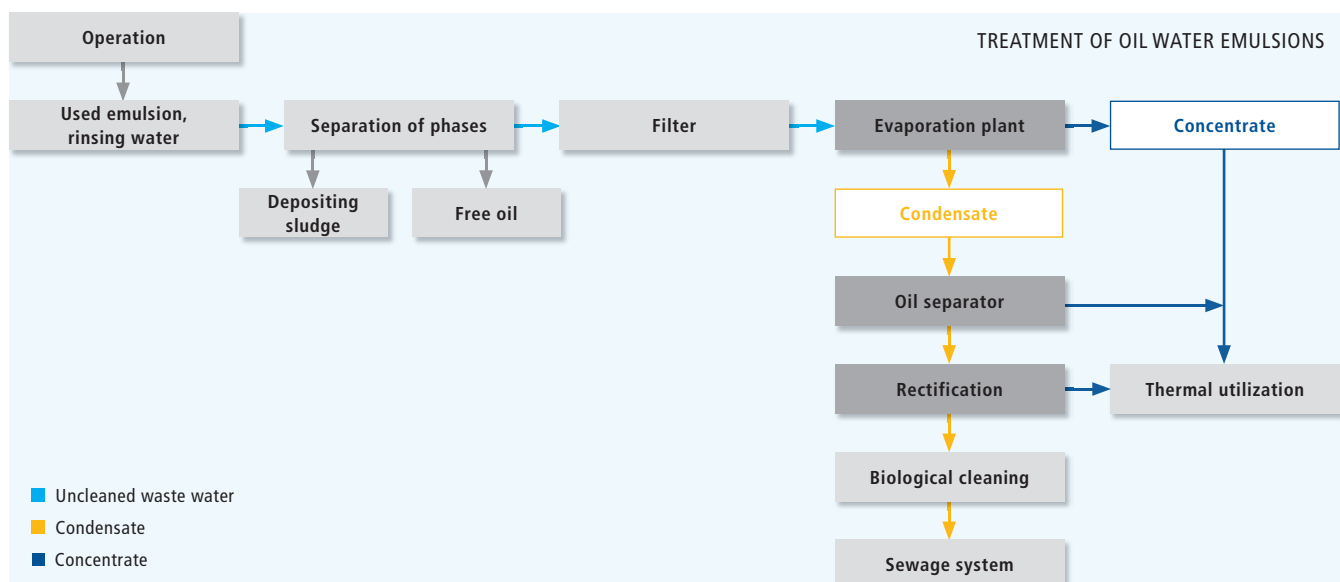 Operation
TREATMENT OF OIL WATER EMULSIONS
Used emulsion,
rinsing water
Separation of phases
Filter
Evaporation plant
Concentrate
Depositing
sludge
Free oil
Condensate
Oil separator
Rectification
Thermal utilization
Biological cleaning
Sewage system
Uncleaned waste water
Condensate
Concentrate